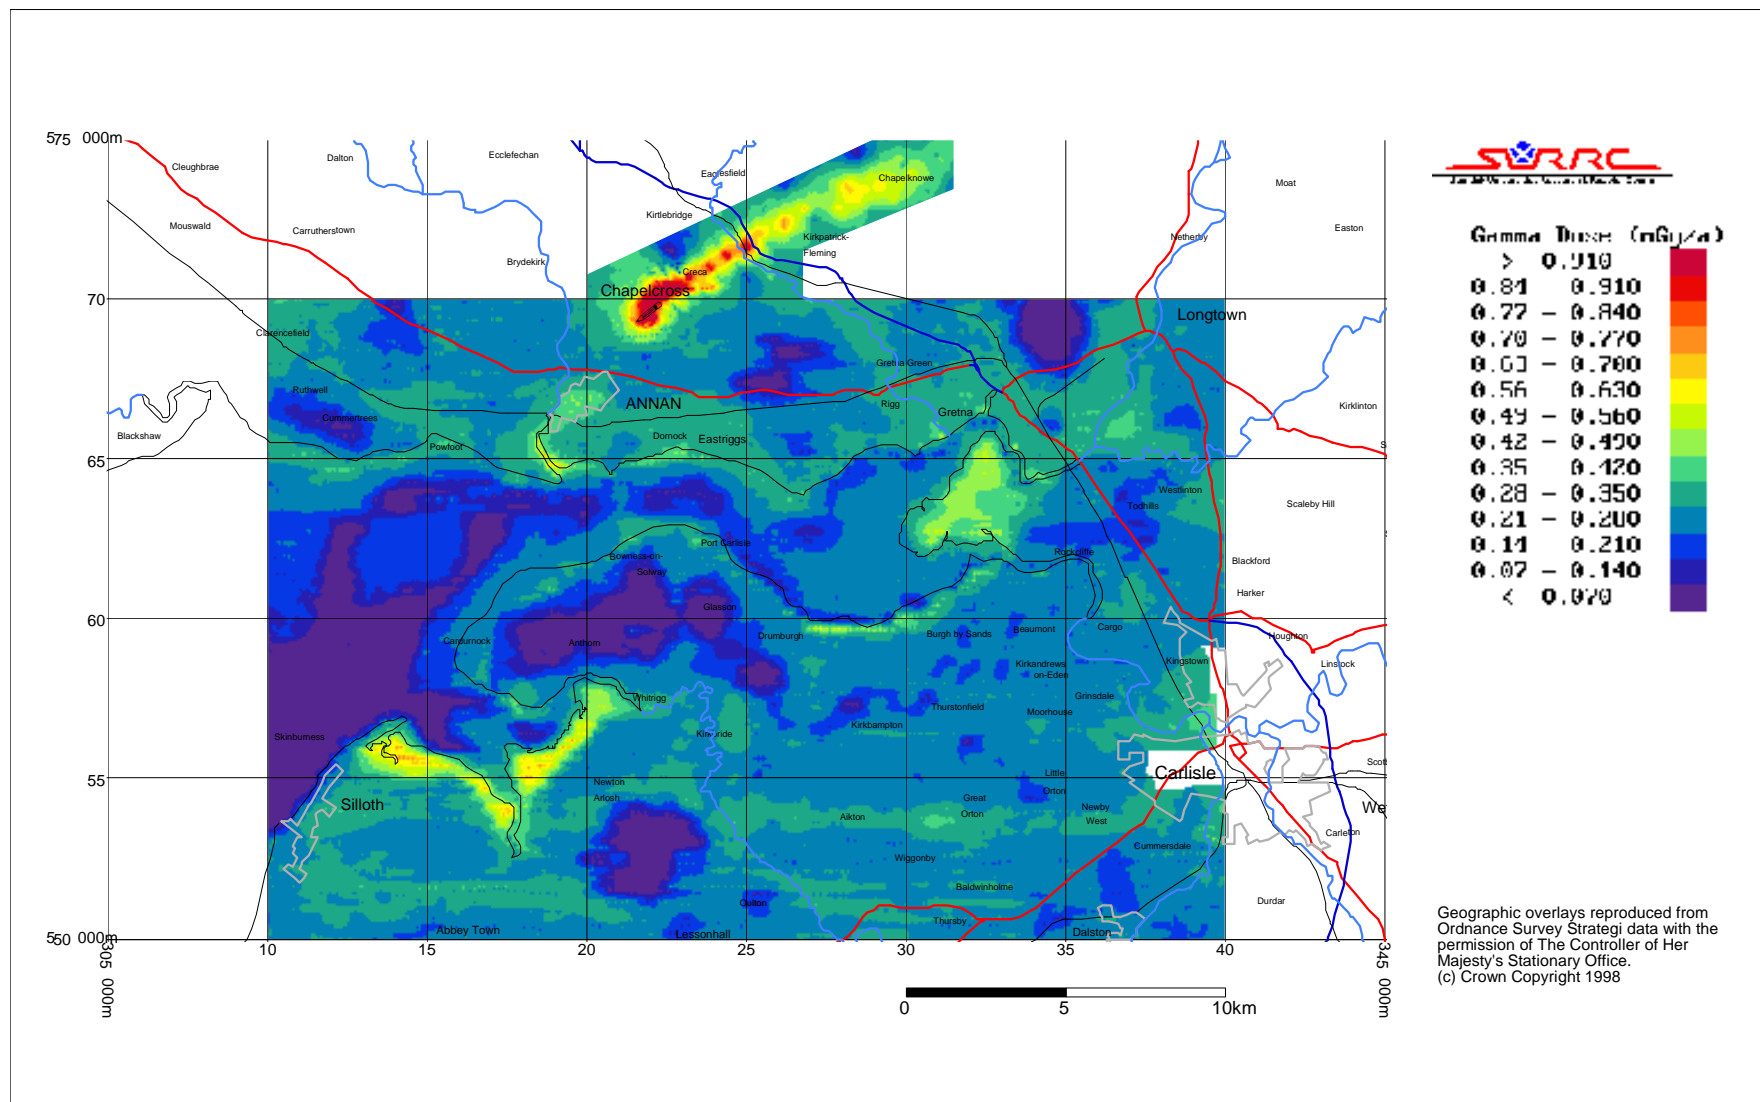 575 000m
Cleughbrae
Dalton
Ecclefechan
Eaglesfield
Chapelknowe
Moat
Mouswald
Carrutherstown
Kirtlebridge
Kirkpatrick-
Fleming
Netherby
Easton
Brydekirk
Creca
Chapelcross
70
Longtown
Clarencefield
Gretna Green
Ruthwell
Cummertrees
ANNAN
Rigg
Gretna
Kirklinton
Blackshaw
Powfoot
Dornock
Eastriggs
65
Westlinton
Todhills
Scaleby Hill
Port Carlisle
Bowness-on-
Solway
Rockcliffe
Blackford
Glasson
Harker
60
Cardurnock
Anthorn
Drumburgh
Burgh by Sands
Beaumont
Cargo
Houghton
Kirkandrews
on-Eden
Kingstown
Linstock
Whitrigg
Grinsdale
Thurstonfield
Moorhouse
Kirkbampton
Skinburness
Kirkbride
55
Newton
Arlosh
Little
Orton
Carlisle
Scott
Silloth
Great
Orton
Newby
West
We
Aikton
Carleton
Cummersdale
Wiggonby
Baldwinholme
Oulton
Durdar
Thursby
Abbey Town
Lessonhall
Dalston
550 000m
305 000m
10
15
20
25
30
35
40
345 000m
0
5
10km
SURRC
Gamma Dose (mGy/a)
> 0.910
0.84 0.910
0.77 – 0.840
0.70 – 0.770
0.63 – 0.700
0.56 0.630
0.49 – 0.560
0.42 – 0.490
0.35 0.420
0.28 – 0.350
0.21 – 0.280
0.14 0.210
0.07 – 0.140
< 0.070
Geographic overlays reproduced from
Ordnance Survey Strategi data with the
permission of The Controller of Her
Majesty's Stationary Office.
(c) Crown Copyright 1998